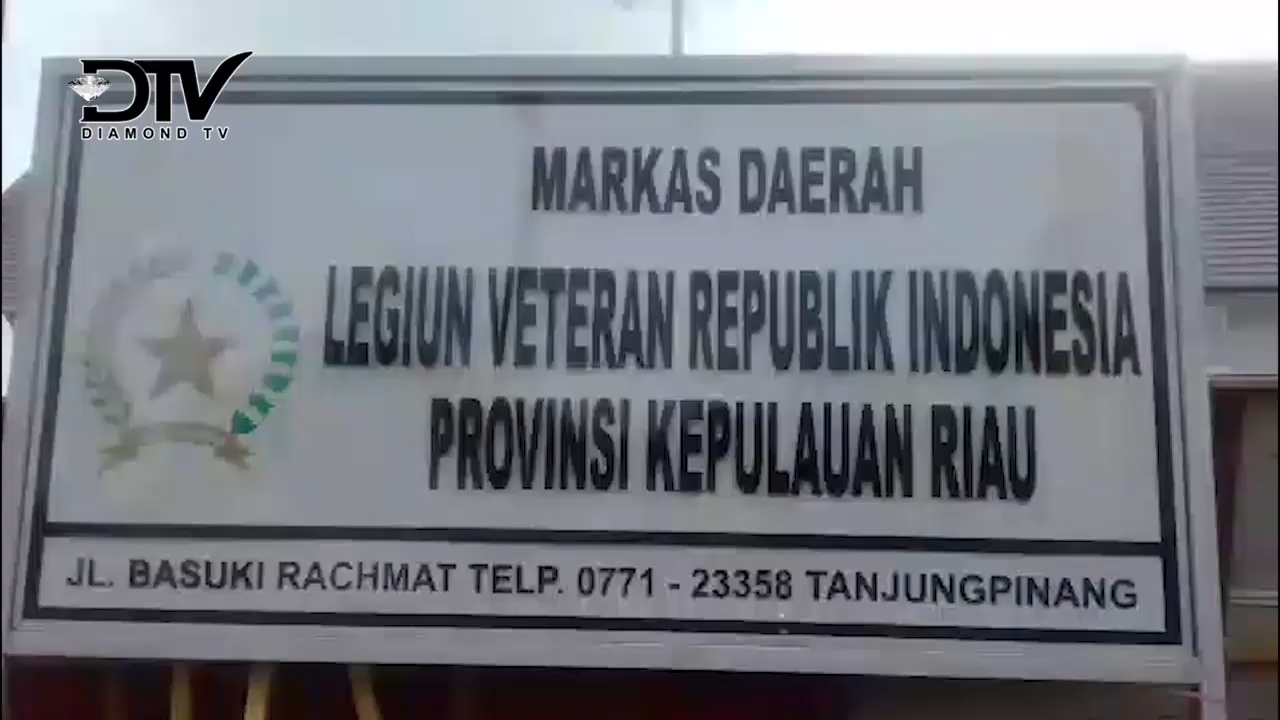 DTV
DIAMOND TV
MARKAS DAERAH
LEGIUN VETERAN REPUBLIK INDONESIA
PROVINSI KEPULAUAN RIAU
JL. BASUKI RACHMAT TELP. 0771 - 23358 TANJUNGPINANG